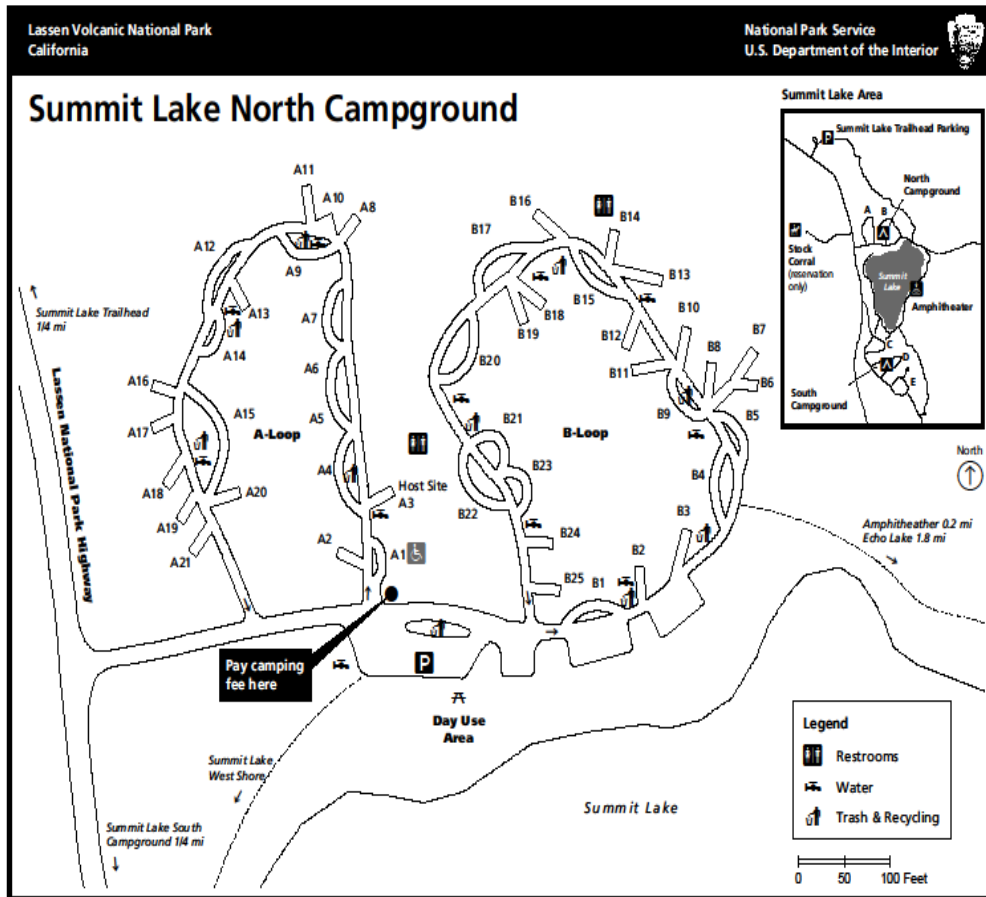 Lassen Volcanic National Park
California
National Park Service
U.S. Department of the Interior
Summit Lake North Campground
Summit Lake Area
Summit Lake Trailhead Parking
P
North
Campground
A
B
Stock
Corral
(reservation
only)
Summit
Lake
Amphitheater
C
D
E
South
Campground
North
A11
A10
A8
A12
A9
A13
A7
A14
A6
A16
A15
A5
A17
A-Loop
A4
A18
A20
A19
A21
Host Site
A3
A2
A1
B16
B14
B17
B13
B15
B18
B19
B12
B10
B7
B8
B6
B11
B20
B9
B5
B21
B-Loop
B4
B23
B22
B3
B24
B2
B25
B1
Summit Lake Trailhead
1/4 mi
Lassen National Park Highway
Amphitheather 0.2 mi
Echo Lake 1.8 mi
Pay camping
fee here
P
Day Use
Area
Summit Lake
West Shore
Summit Lake South
Campground 1/4 mi
Summit Lake
Legend
Restrooms
Water
Trash & Recycling
0 50 100 Feet